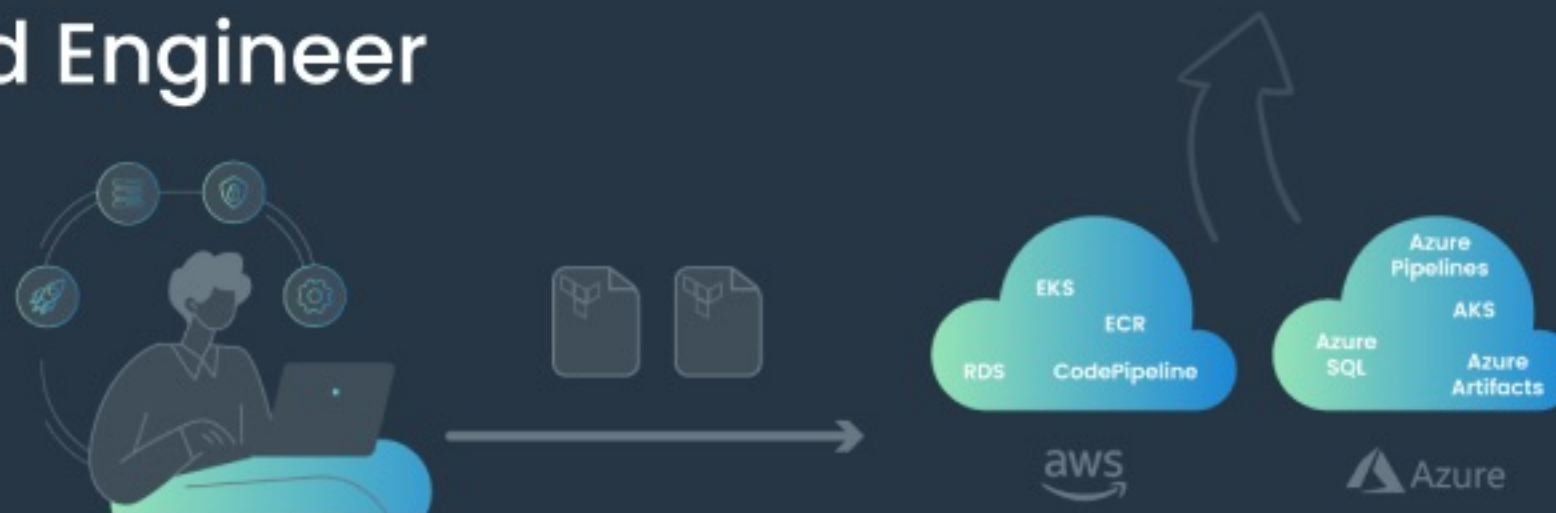 d Engineer
EKS
ECR
RDS
CodePipeline
aws
Azure
Pipelines
AKS
Azure
SQL
Azure
Artifacts
Azure